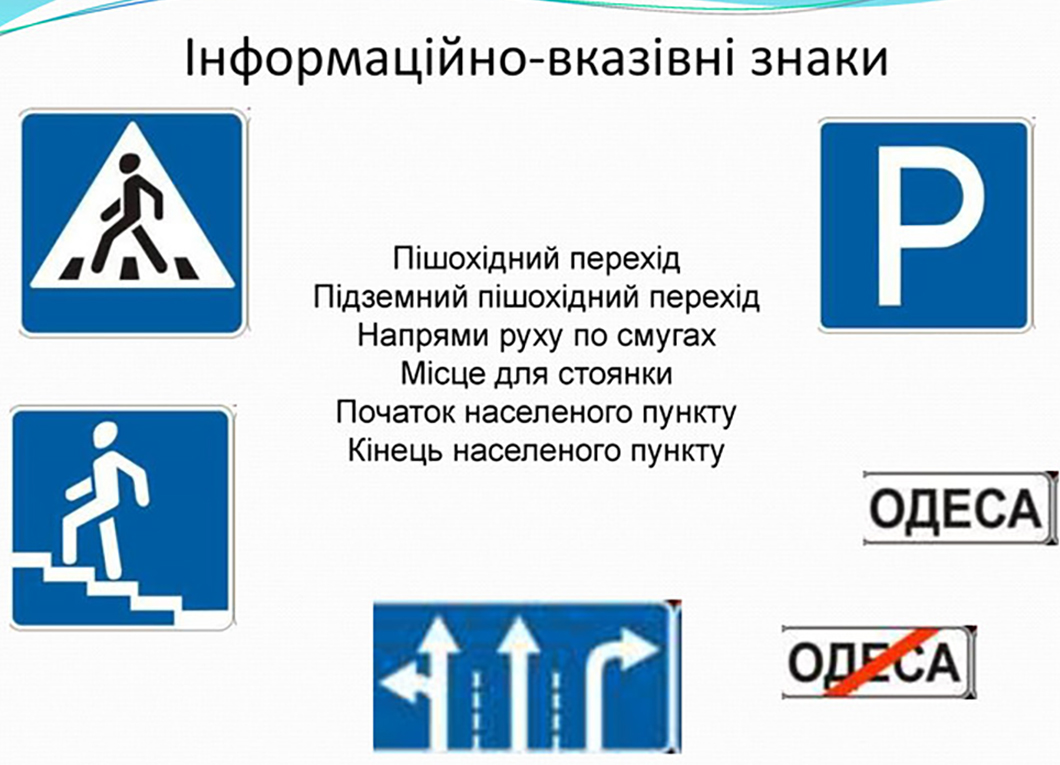 Інформаційно-вказівні знаки
P
Пішохідний перехід
Підземний пішохідний перехід
Напрями руху по смугах
Місце для стоянки
Початок населеного пункту
Кінець населеного пункту
ОДЕСА
ОДЕСА